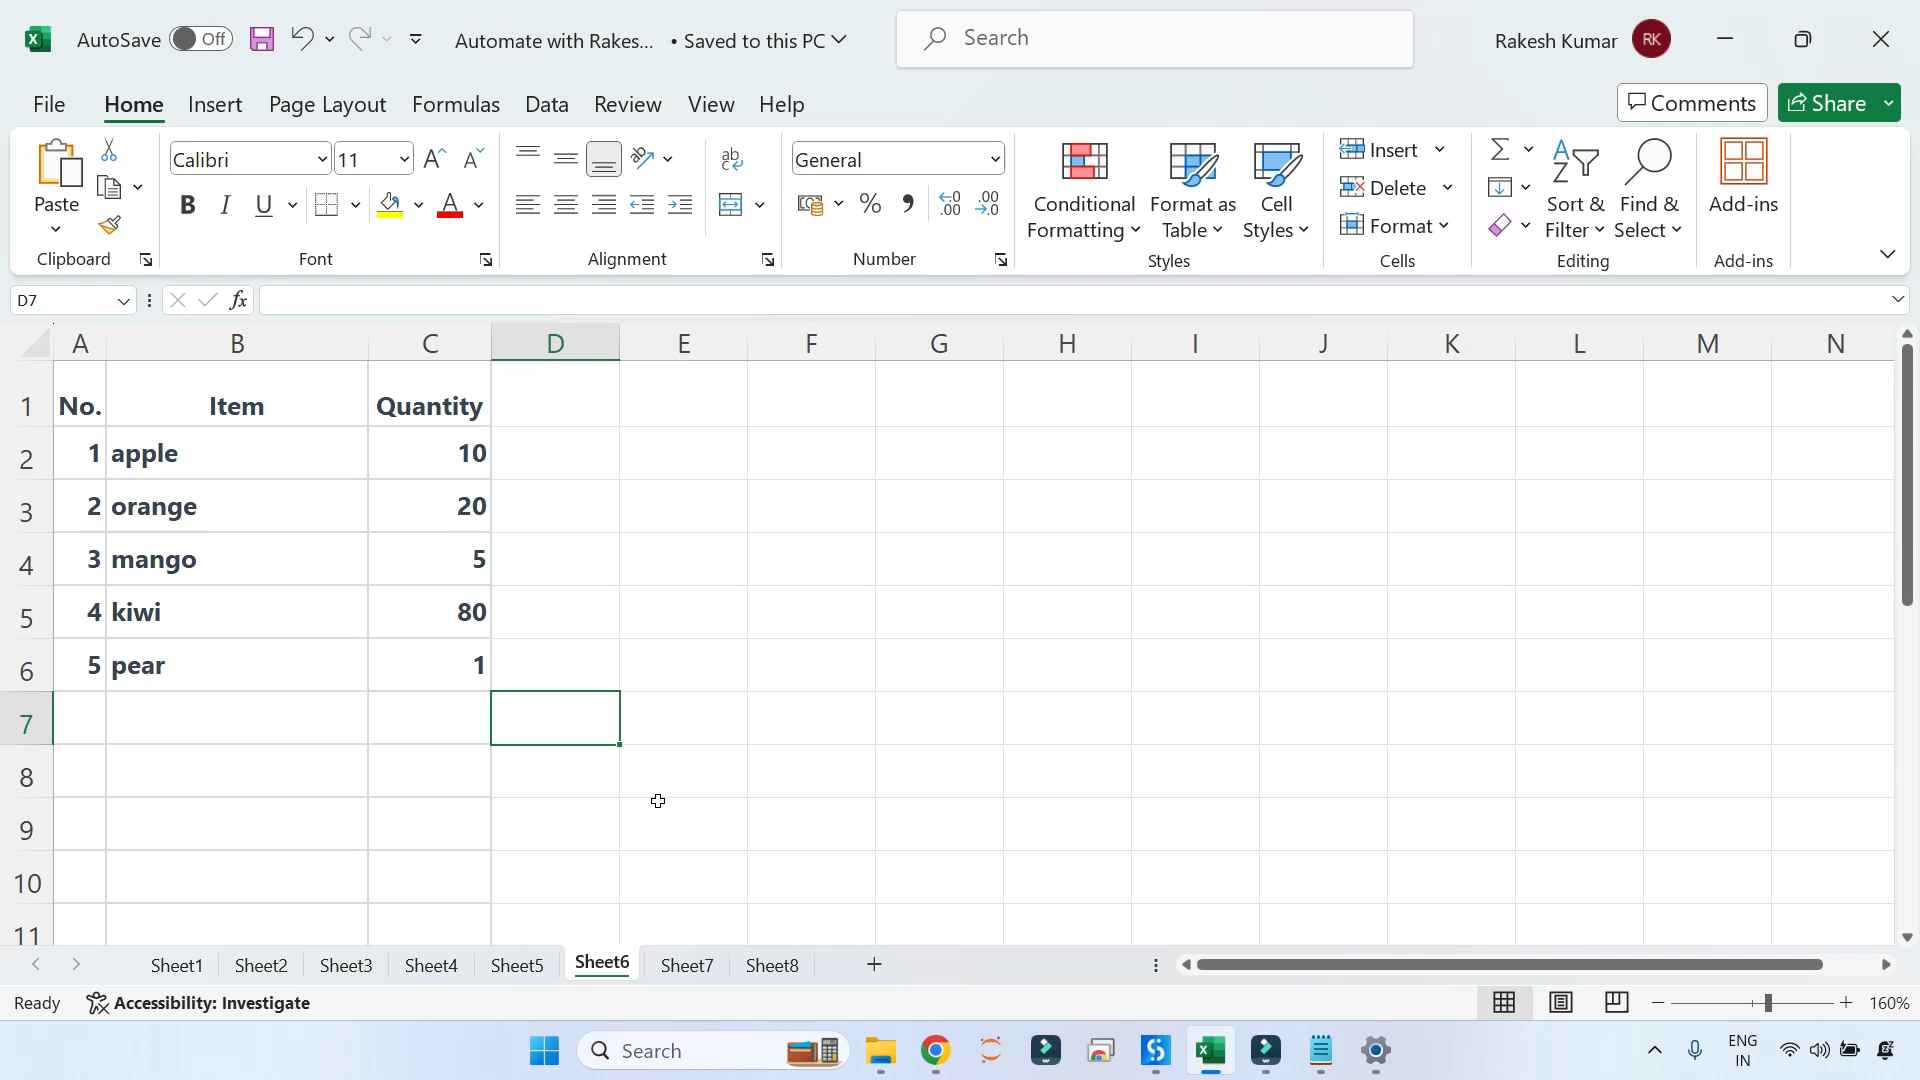 AutoSave Off Automate with Rakes... • Saved to this PC Search Rakesh Kumar RK
File Home Insert Page Layout Formulas Data Review View Help Comments Share
Paste Calibri 11 A A ab General Conditional Formatting Format as Table Cell Styles Insert Delete Format Sort & Filter Find & Select Add-ins
Clipboard Font Alignment Number Styles Cells Editing Add-ins
D7 fx
A B C D E F G H I J K L M N
1 No. Item Quantity
2 1 apple 10
3 2 orange 20
4 3 mango 5
5 4 kiwi 80
6 5 pear 1
7
8
9
10
11
Sheet1 Sheet2 Sheet3 Sheet4 Sheet5 Sheet6 Sheet7 Sheet8 +
Ready Accessibility: Investigate 160%
Search ENG
IN